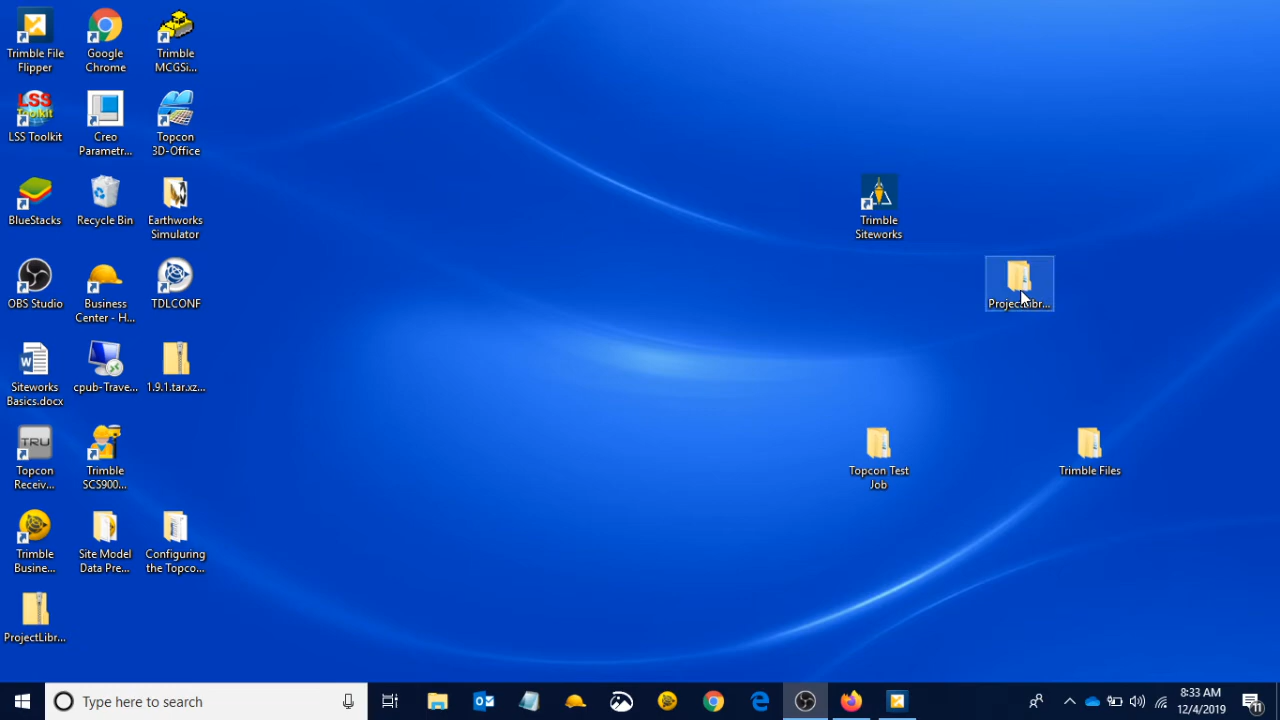 Trimble File
Flipper
Google
Chrome
Trimble
MCGSi...
LSS
Toolkit
LSS Toolkit
Creo
Parametr...
Topcon
3D-Office
BlueStacks
Recycle Bin
Earthworks
Simulator
OBS Studio
Business
Center - H...
TDLCONF
Siteworks
Basics.docx
cpub-Trave...
1.9.1.tar.xz...
TRU
Topcon
Receiv...
Trimble
SCS900...
Trimble
Busine...
Site Model
Data Pre...
Configuring
the Topco...
ProjectLibr...
Trimble
Siteworks
ProjectLibr...
Topcon Test
Job
Trimble Files
Type here to search
8:33 AM
12/4/2019
11